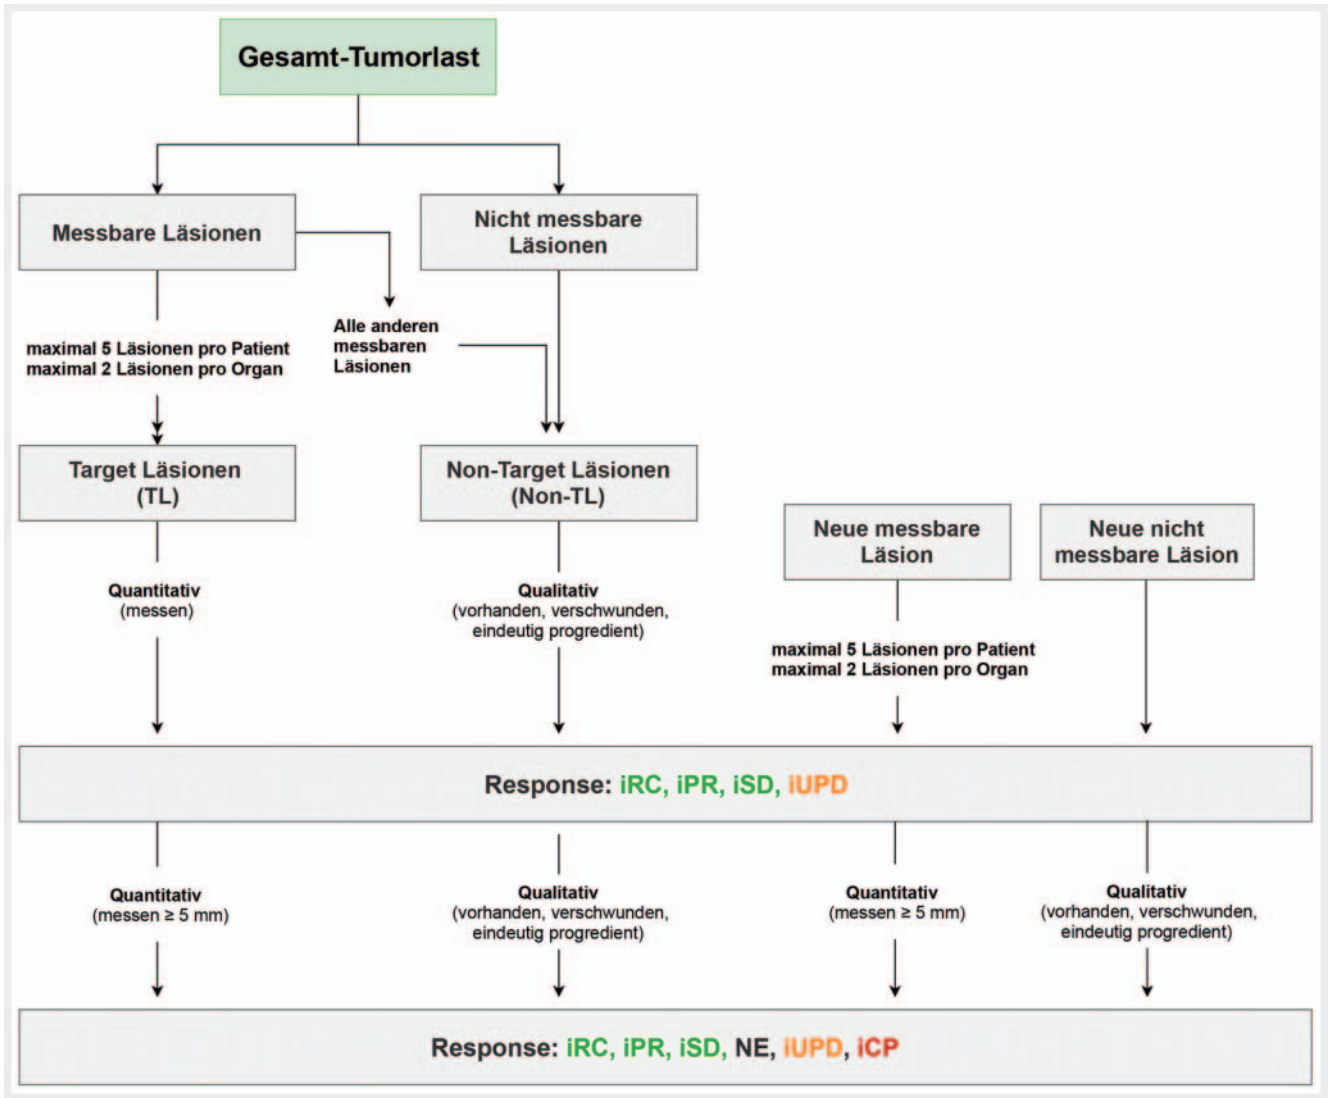 Gesamt-Tumorlast
Messbare Läsionen
Nicht messbare
Läsionen
maximal 5 Läsionen pro Patient
maximal 2 Läsionen pro Organ
Alle anderen
messbaren
Läsionen
Target Läsionen
(TL)
Non-Target Läsionen
(Non-TL)
Neue messbare
Läsion
Neue nicht
messbare Läsion
Quantitativ
(messen)
Qualitativ
(vorhanden, verschwunden,
eindeutig progredient)
maximal 5 Läsionen pro Patient
maximal 2 Läsionen pro Organ
Response: iRC, iPR, iSD, iUPD
Quantitativ
(messen ≥ 5 mm)
Qualitativ
(vorhanden, verschwunden,
eindeutig progredient)
Quantitativ
(messen ≥ 5 mm)
Qualitativ
(vorhanden, verschwunden,
eindeutig progredient)
Response: iRC, iPR, iSD, NE, iUPD, iCP